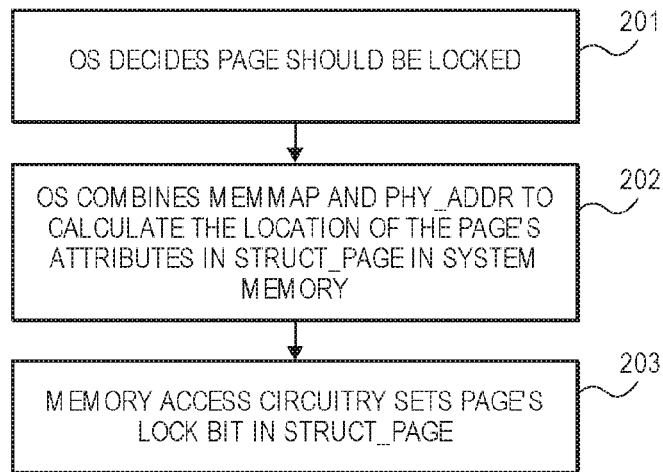 201
OS DECIDES PAGE SHOULD BE LOCKED
202
OS COMBINES MEMMAP AND PHY_ADDR TO
CALCULATE THE LOCATION OF THE PAGE'S
ATTRIBUTES IN STRUCT_PAGE IN SYSTEM
MEMORY
203
MEMORY ACCESS CIRCUITRY SETS PAGE'S
LOCK BIT IN STRUCT_PAGE